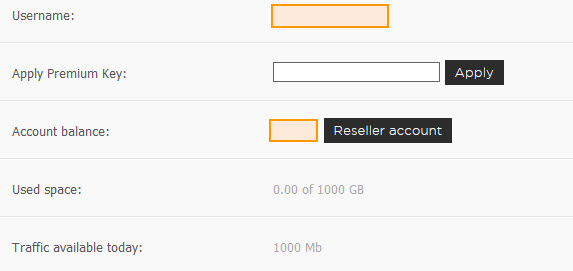 Username:
Apply Premium Key: Apply
Account balance: Reseller account
Used space: 0.00 of 1000 GB
Traffic available today: 1000 Mb